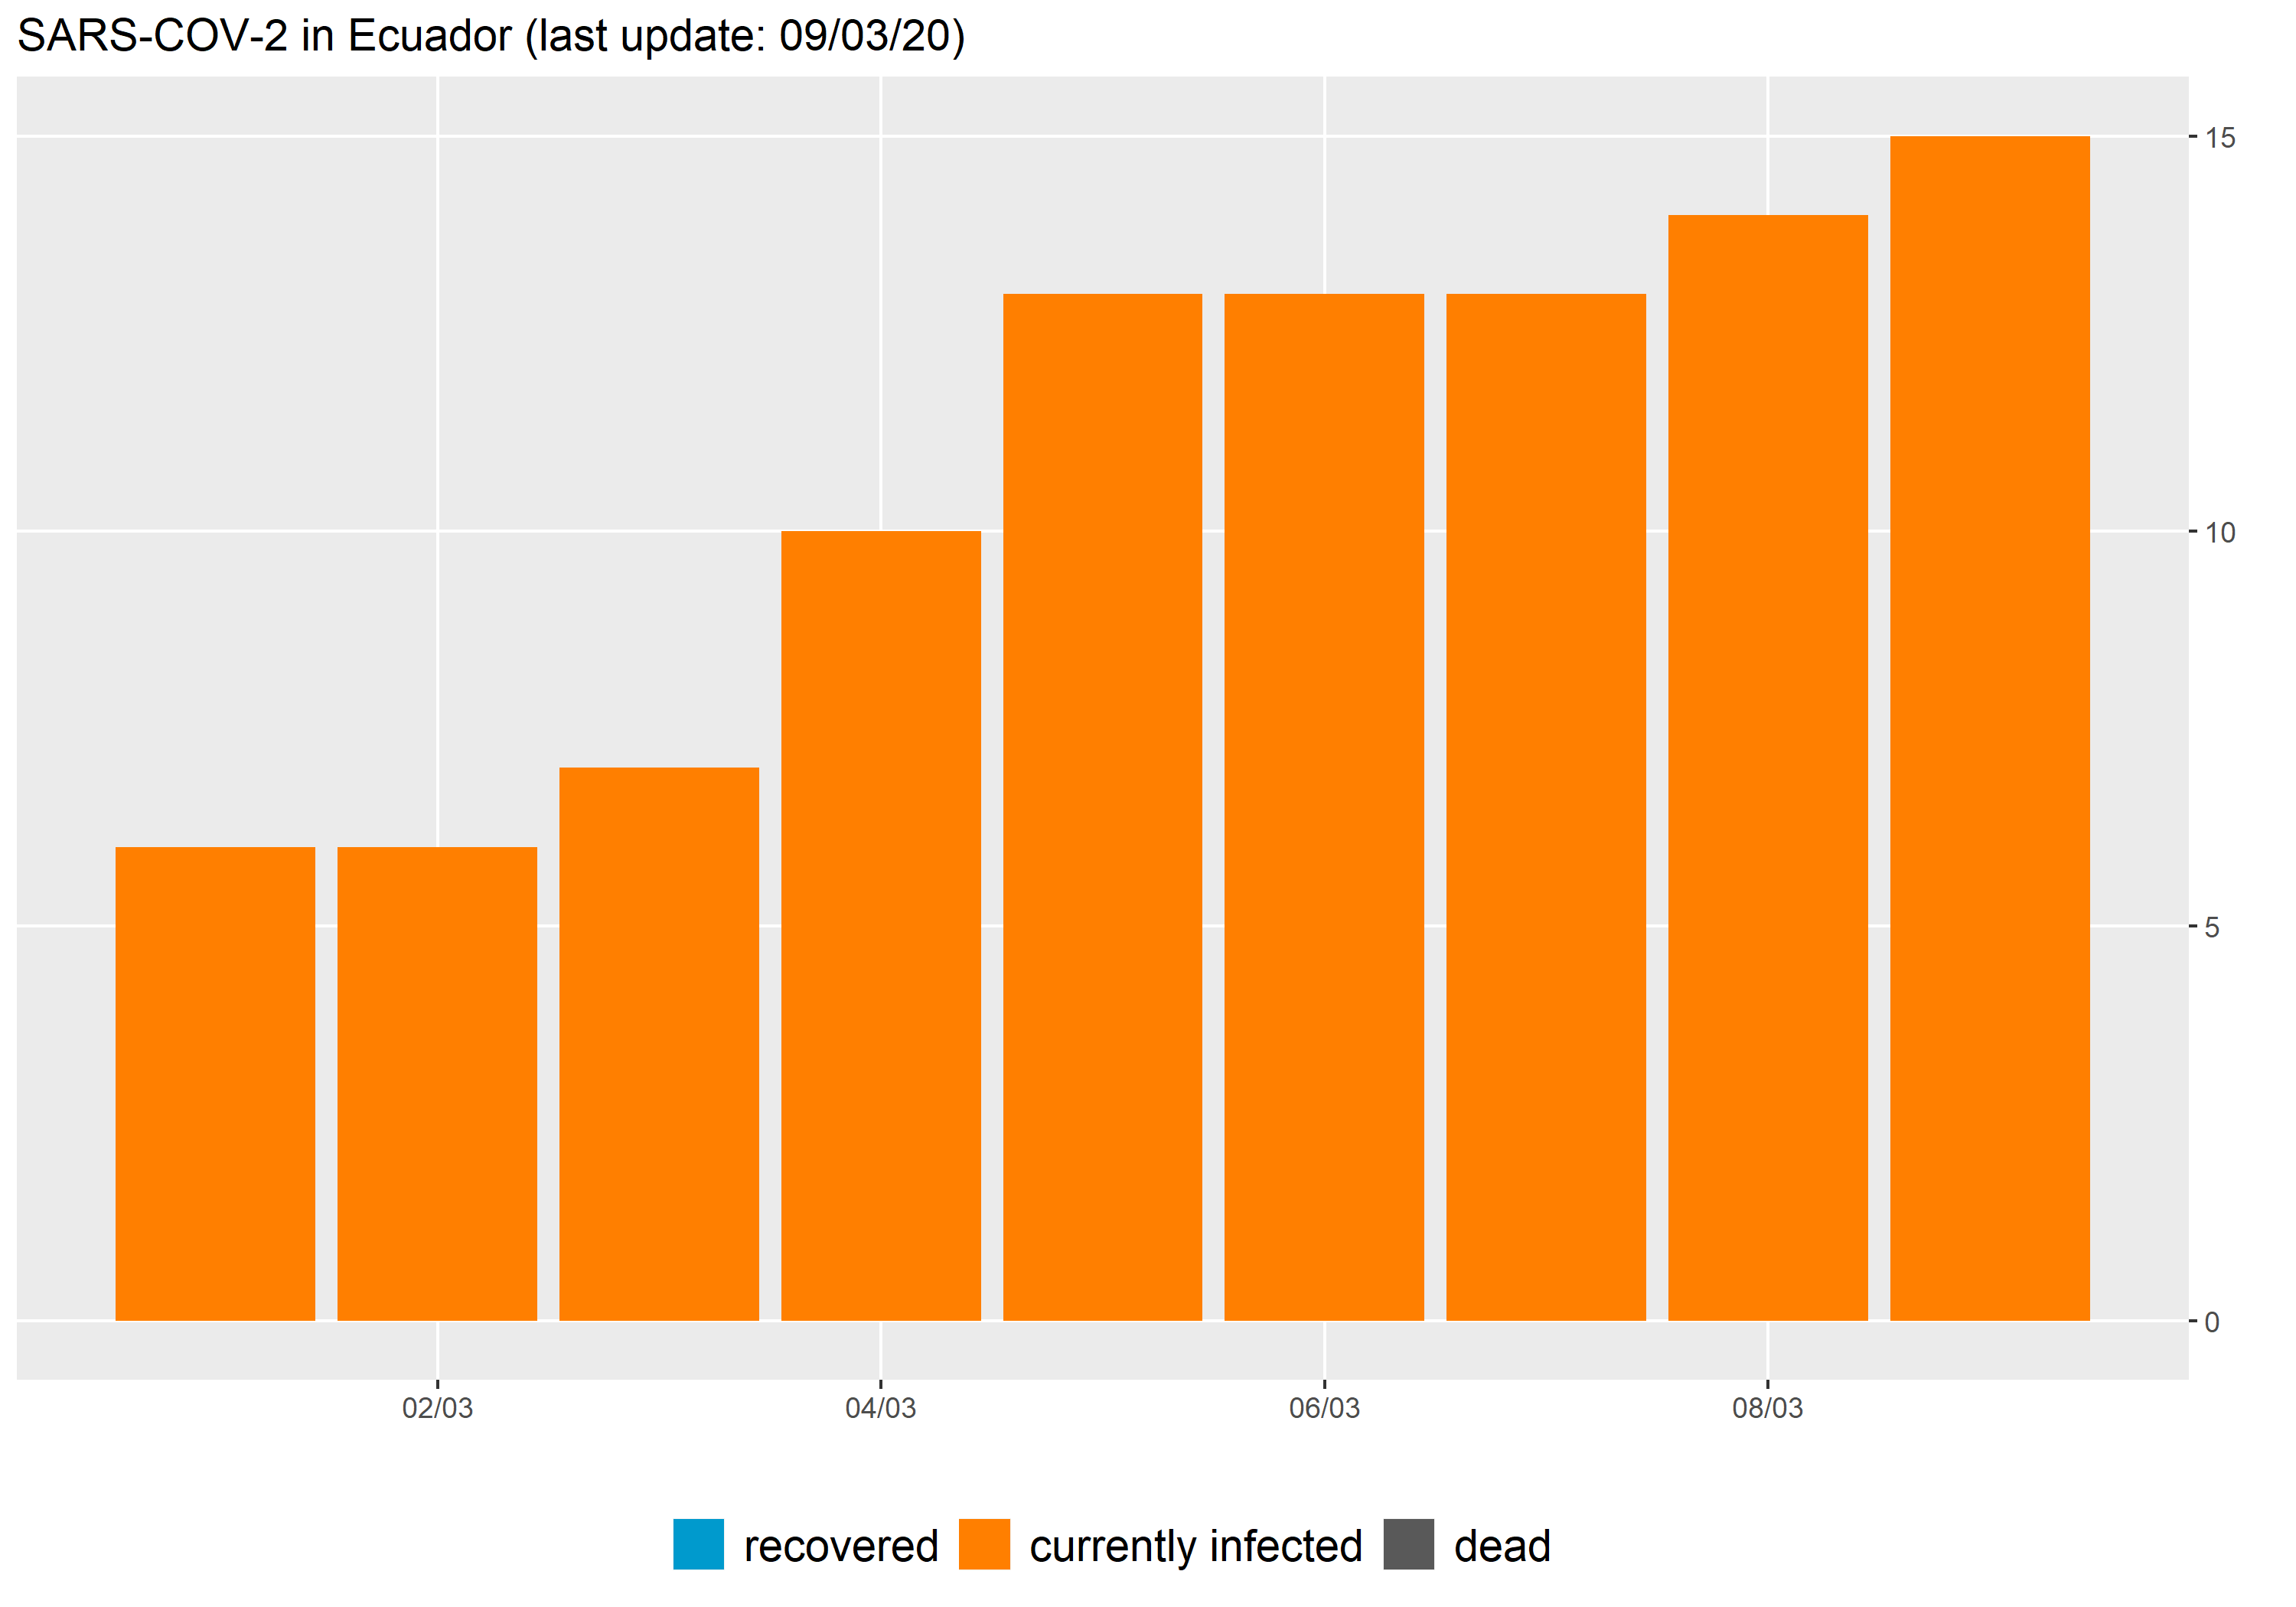 SARS-COV-2 in Ecuador (last update: 09/03/20)
15
10
5
0
02/03 04/03 06/03 08/03
recovered currently infected dead